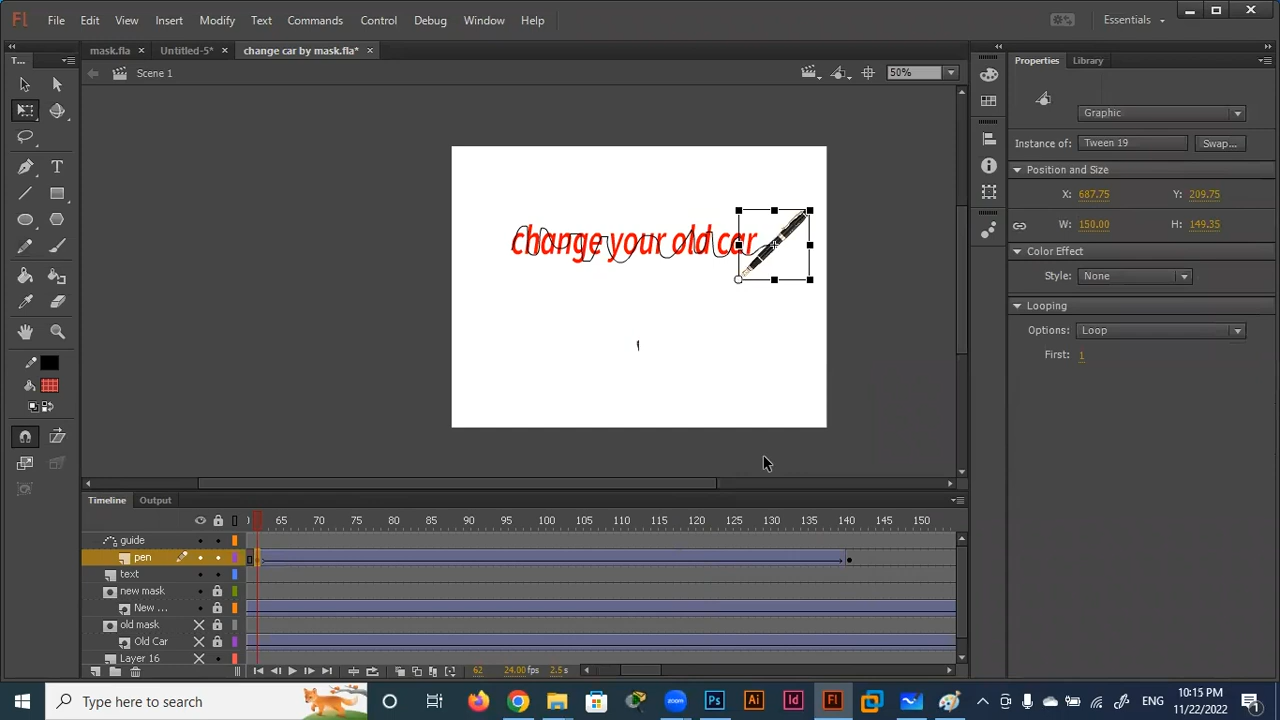 Fl File Edit View Insert Modify Text Commands Control Debug Window Help Essentials
mask.fla Untitled-5* change car by mask.fla*
T... Scene 1 50% Properties Library
Graphic
Instance of: Tween 19 Swap...
Position and Size
X: 687.75 Y: 209.75
W: 150.00 H: 149.35
change your old car
Color Effect
Style: None
Looping
Options: Loop
First: 1
Timeline Output
65 70 75 80 85 90 95 100 105 110 115 120 125 130 135 140 145 150
guide
pen
text
new mask
New ...
old mask
Old Car
Layer 16
62 24.00 fps 2.5 s
Type here to search Ps Ai Id Fl ENG 10:15 PM
11/22/2022